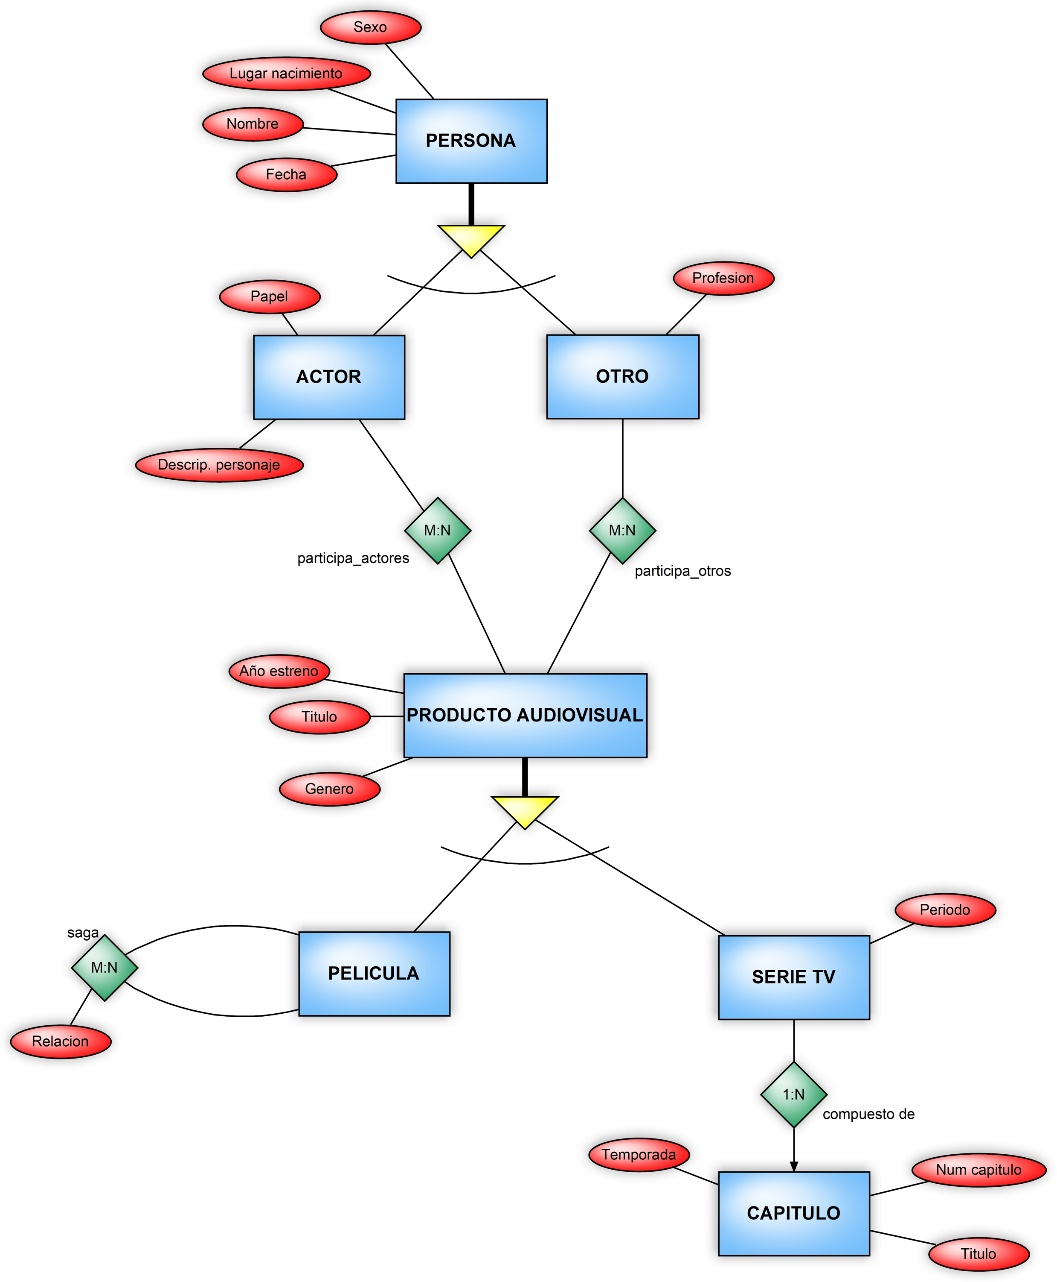 Sexo
Lugar nacimiento
Nombre
PERSONA
Fecha
Profesion
Papel
ACTOR
OTRO
Descrip. personaje
M:N
M:N
participa_actores
participa_otros
Año estreno
Titulo
PRODUCTO AUDIOVISUAL
Genero
Periodo
saga
M:N
PELICULA
SERIE TV
Relacion
1:N
compuesto de
Temporada
Num capitulo
CAPITULO
Titulo